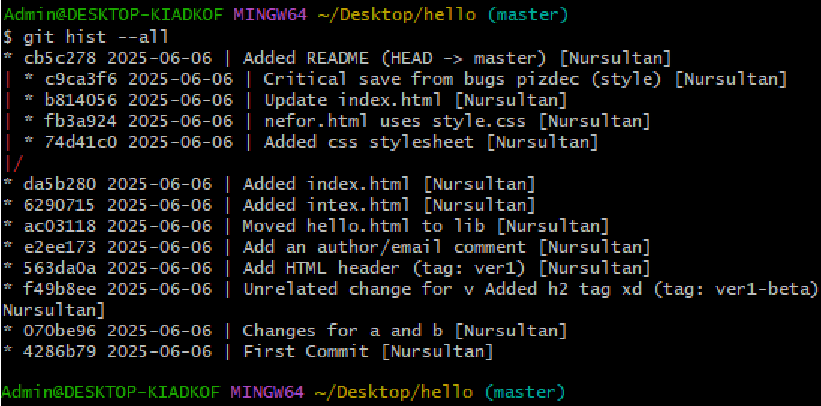 Admin@DESKTOP-KIADKOF MINGW64 ~/Desktop/hello (master)
$ git hist --all
* cb5c278 2025-06-06 | Added README (HEAD -> master) [Nursultan]
| * c9ca3f6 2025-06-06 | Critical save from bugs pizdec (style) [Nursultan]
| * b814056 2025-06-06 | Update index.html [Nursultan]
| * fb3a924 2025-06-06 | nefor.html uses style.css [Nursultan]
| * 74d41c0 2025-06-06 | Added css stylesheet [Nursultan]
|/
* da5b280 2025-06-06 | Added index.html [Nursultan]
* 6290715 2025-06-06 | Added intex.html [Nursultan]
* ac03118 2025-06-06 | Moved hello.html to lib [Nursultan]
* e2ee173 2025-06-06 | Add an author/email comment [Nursultan]
* 563da0a 2025-06-06 | Add HTML header (tag: ver1) [Nursultan]
* f49b8ee 2025-06-06 | Unrelated change for v Added h2 tag xd (tag: ver1-beta)
Nursultan]
* 070be96 2025-06-06 | Changes for a and b [Nursultan]
* 4286b79 2025-06-06 | First Commit [Nursultan]
Admin@DESKTOP-KIADKOF MINGW64 ~/Desktop/hello (master)